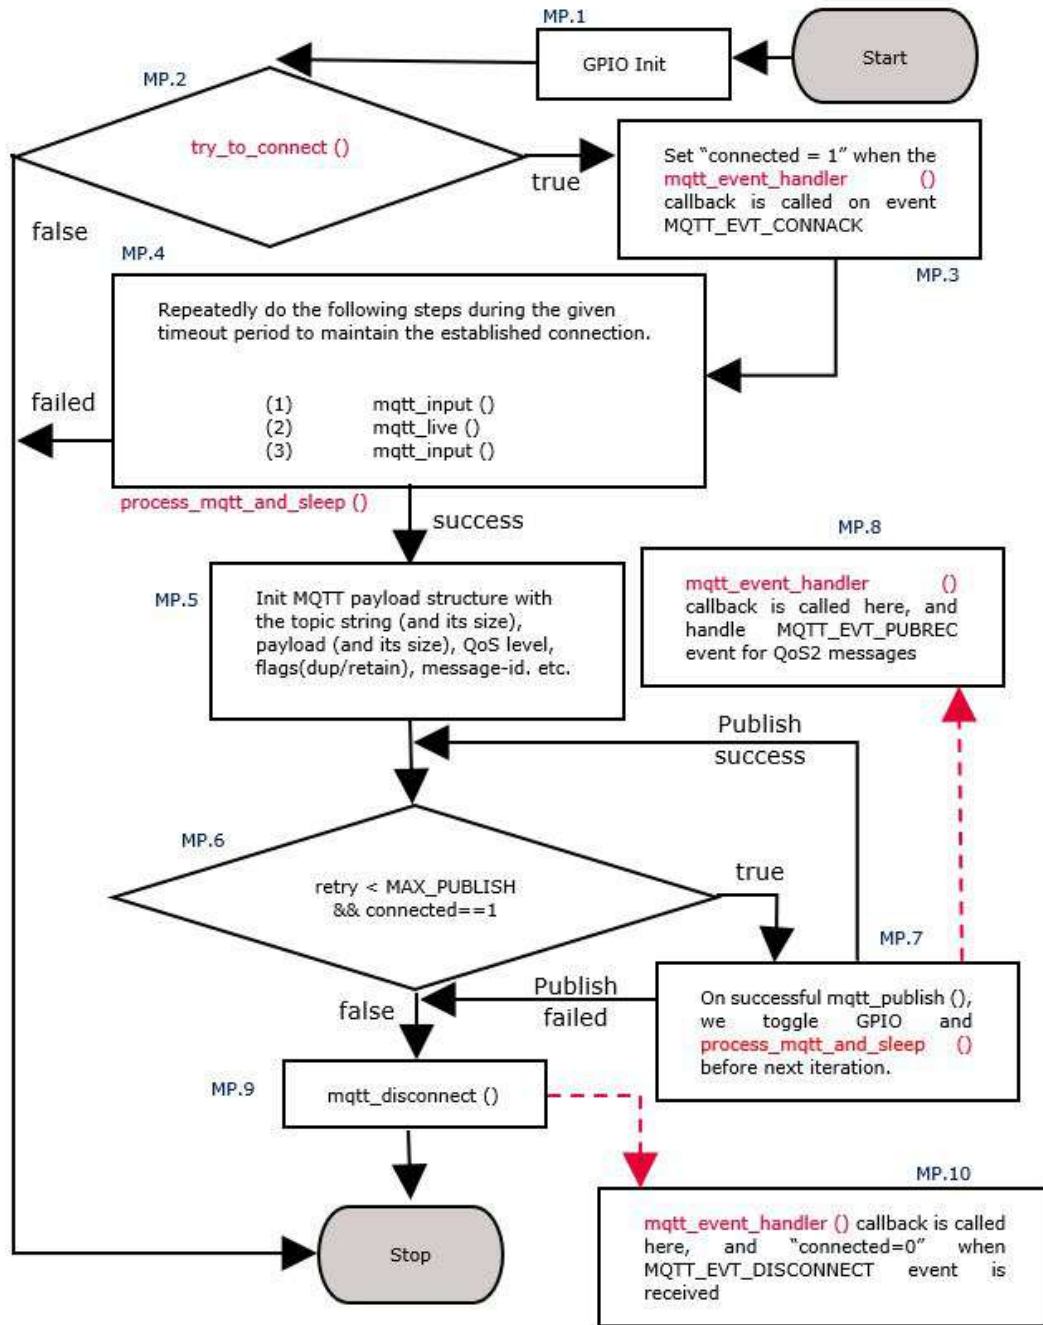 MP.1
Start
GPIO Init
MP.2
try_to_connect ()
true
false
Set “connected = 1” when the
mqtt_event_handler ()
callback is called on event
MQTT_EVT_CONNACK
MP.3
MP.4
Repeatedly do the following steps during the given
timeout period to maintain the established connection.
(1) mqtt_input ()
(2) mqtt_live ()
(3) mqtt_input ()
failed
process_mqtt_and_sleep ()
success
MP.5
Init MQTT payload structure with
the topic string (and its size),
payload (and its size), QoS level,
flags(dup/retain), message-id. etc.
MP.8
mqtt_event_handler ()
callback is called here, and
handle MQTT_EVT_PUBREC
event for QoS2 messages
Publish
success
MP.6
retry < MAX_PUBLISH
&& connected==1
true
MP.7
On successful mqtt_publish (),
we toggle GPIO and
process_mqtt_and_sleep ()
before next iteration.
Publish
failed
false
MP.9
mqtt_disconnect ()
MP.10
mqtt_event_handler () callback is called
here, and “connected=0” when
MQTT_EVT_DISCONNECT event is
received
Stop